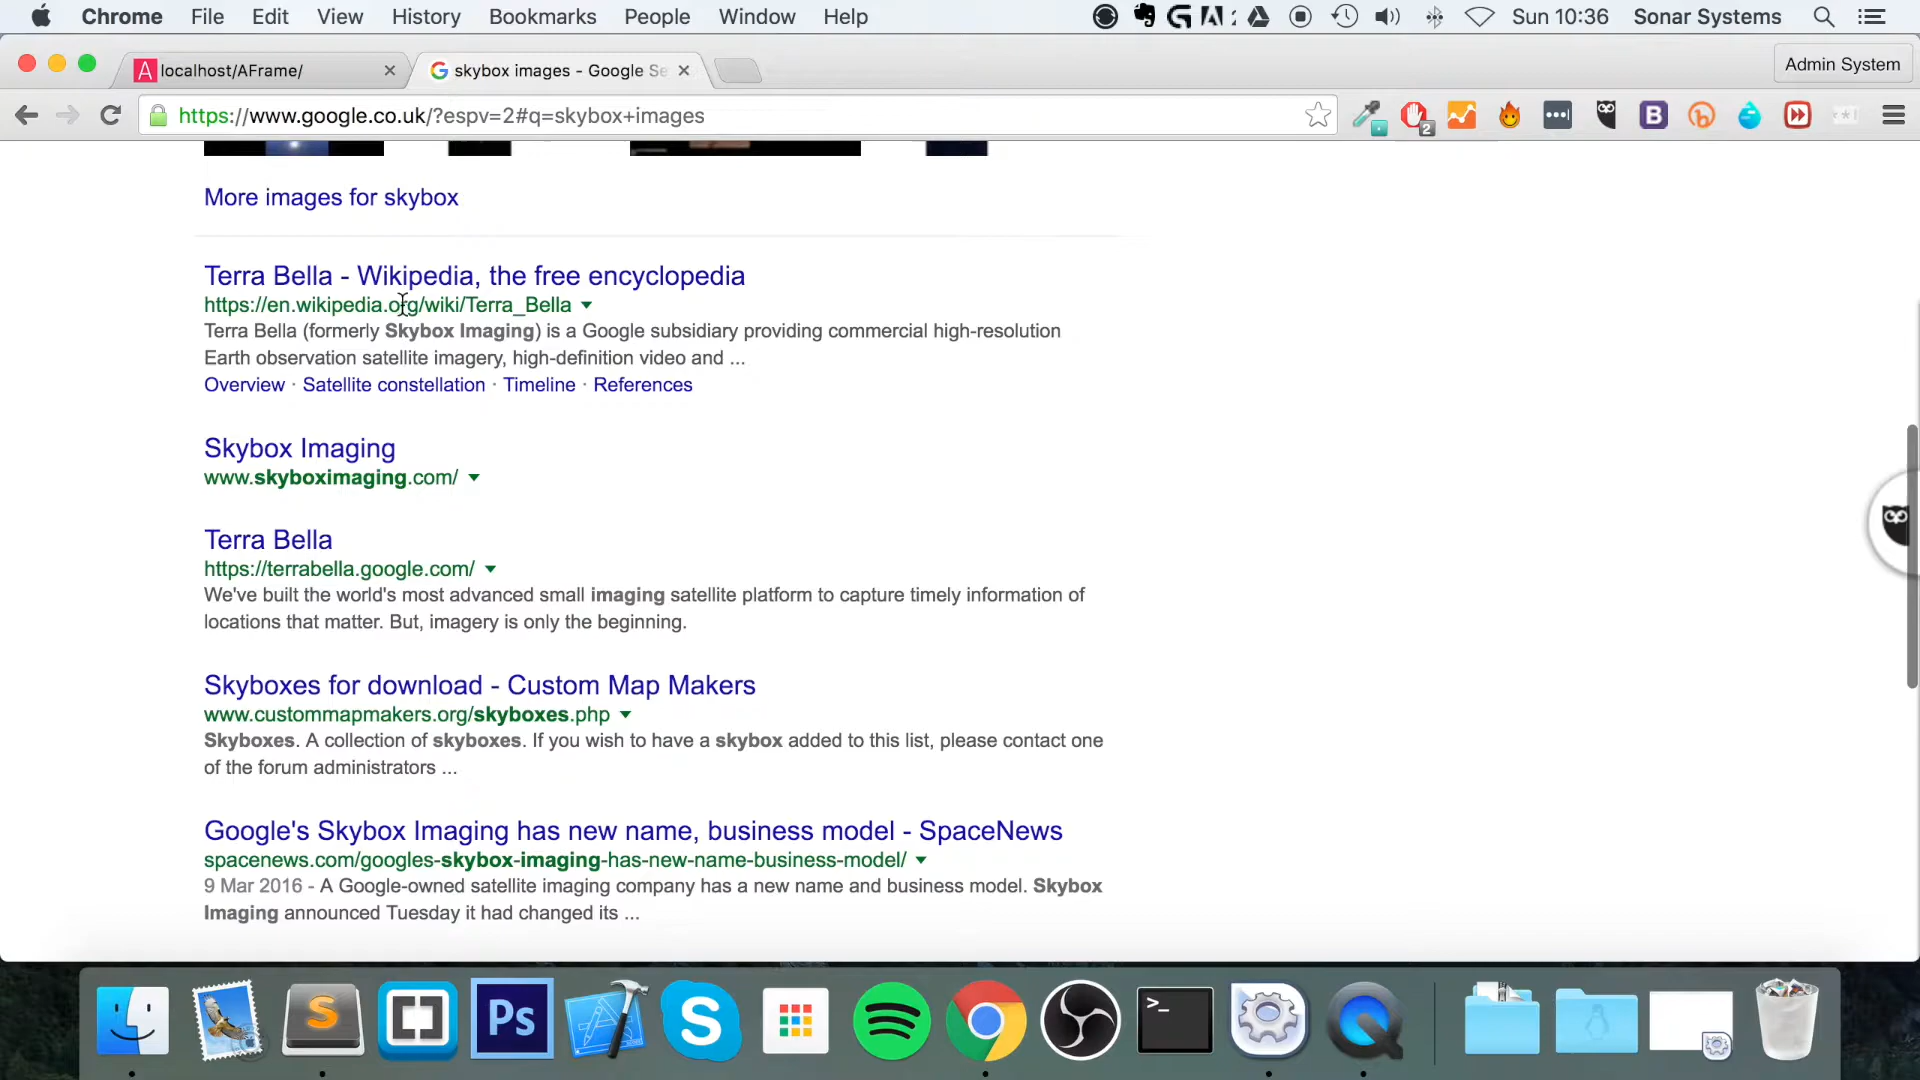 Chrome File Edit View History Bookmarks People Window Help Sun 10:36 Sonar Systems
localhost/AFrame/ skybox images - Google Se Admin System
https://www.google.co.uk/?espv=2#q=skybox+images
More images for skybox
Terra Bella - Wikipedia, the free encyclopedia
https://en.wikipedia.org/wiki/Terra_Bella
Terra Bella (formerly Skybox Imaging) is a Google subsidiary providing commercial high-resolution
Earth observation satellite imagery, high-definition video and ...
Overview · Satellite constellation · Timeline · References
Skybox Imaging
www.skyboximaging.com/
Terra Bella
https://terrabella.google.com/
We've built the world's most advanced small imaging satellite platform to capture timely information of
locations that matter. But, imagery is only the beginning.
Skyboxes for download - Custom Map Makers
www.custommapmakers.org/skyboxes.php
Skyboxes. A collection of skyboxes. If you wish to have a skybox added to this list, please contact one
of the forum administrators ...
Google's Skybox Imaging has new name, business model - SpaceNews
spacenews.com/googles-skybox-imaging-has-new-name-business-model/
9 Mar 2016 - A Google-owned satellite imaging company has a new name and business model. Skybox
Imaging announced Tuesday it had changed its ...